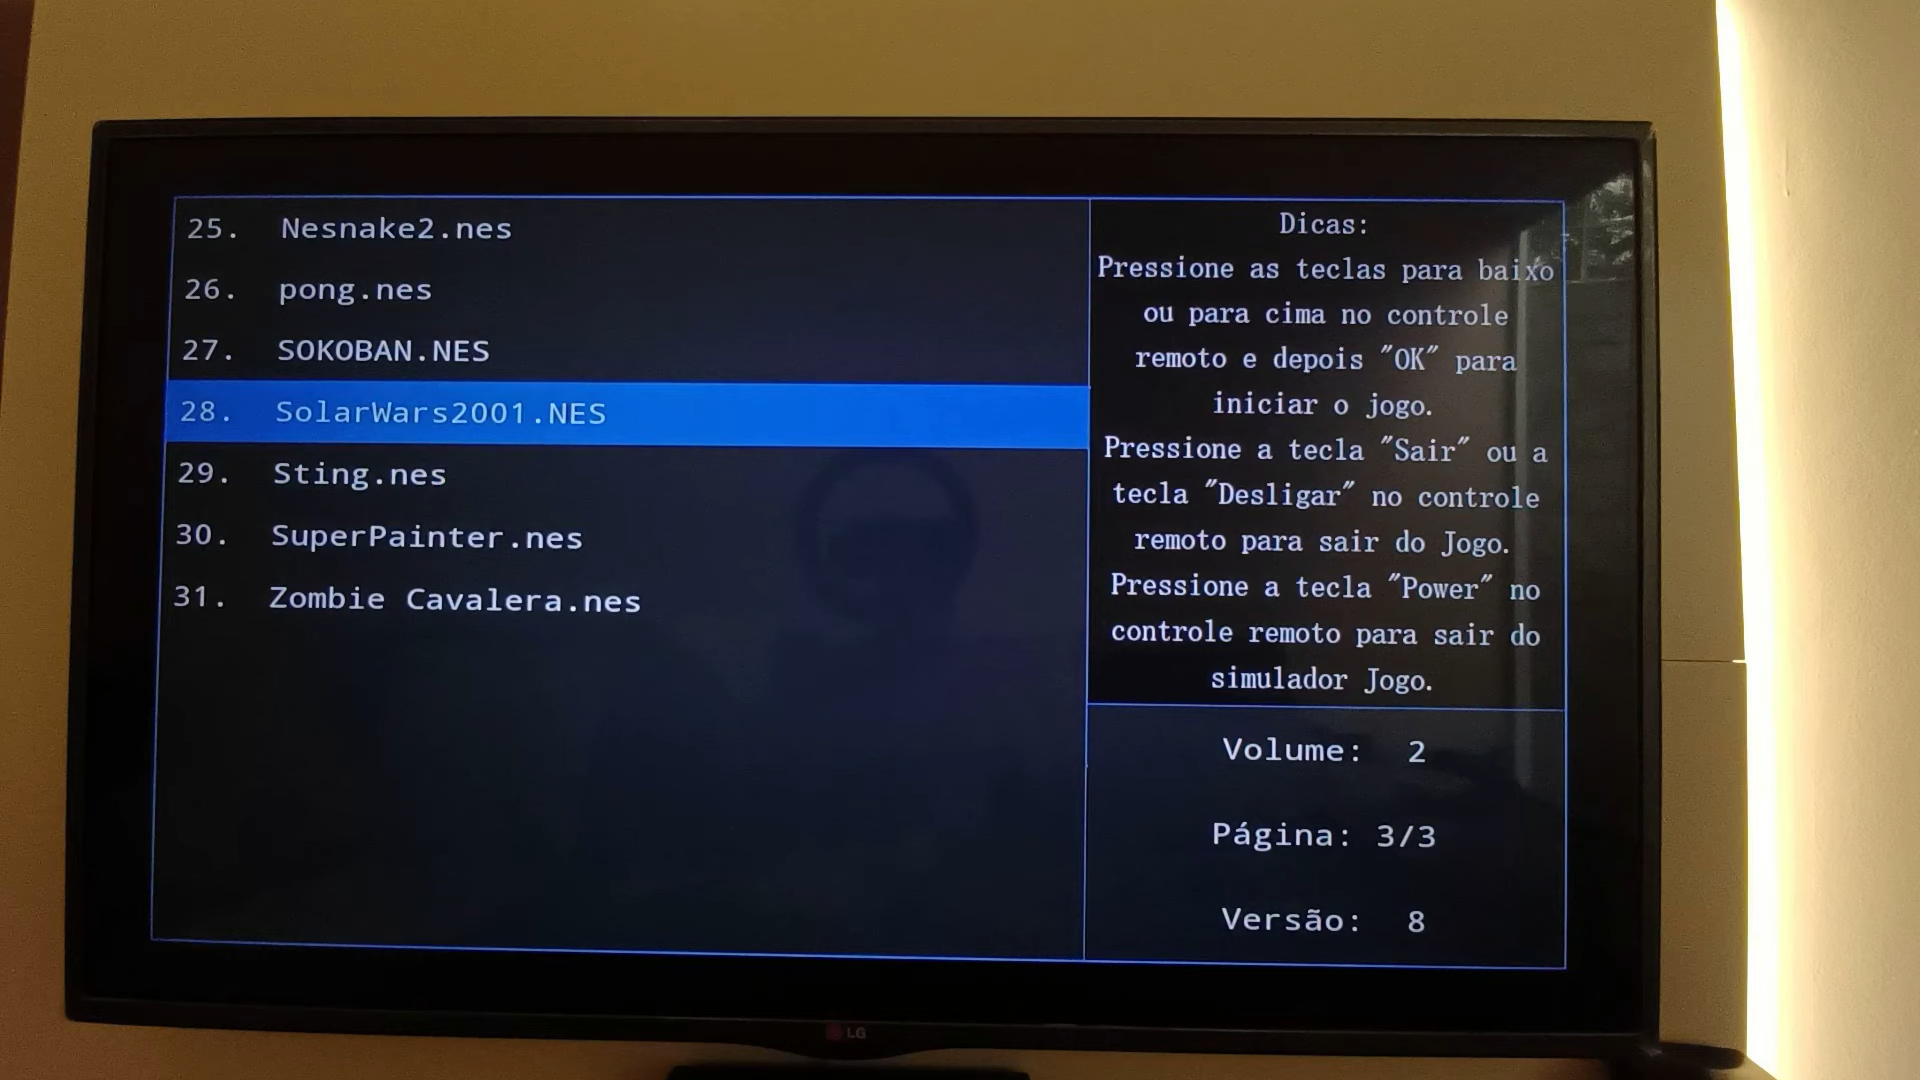 25. Nesnake2.nes
26. pong.nes
27. SOKOBAN.NES
28. SolarWars2001.NES
29. Sting.nes
30. SuperPainter.nes
31. Zombie Cavalera.nes
Dicas:
Pressione as teclas para baixo
ou para cima no controle
remoto e depois "OK" para
iniciar o jogo.
Pressione a tecla "Sair" ou a
tecla "Desligar" no controle
remoto para sair do Jogo.
Pressione a tecla "Power" no
controle remoto para sair do
simulador Jogo.
Volume: 2
Página: 3/3
Versão: 8
LG